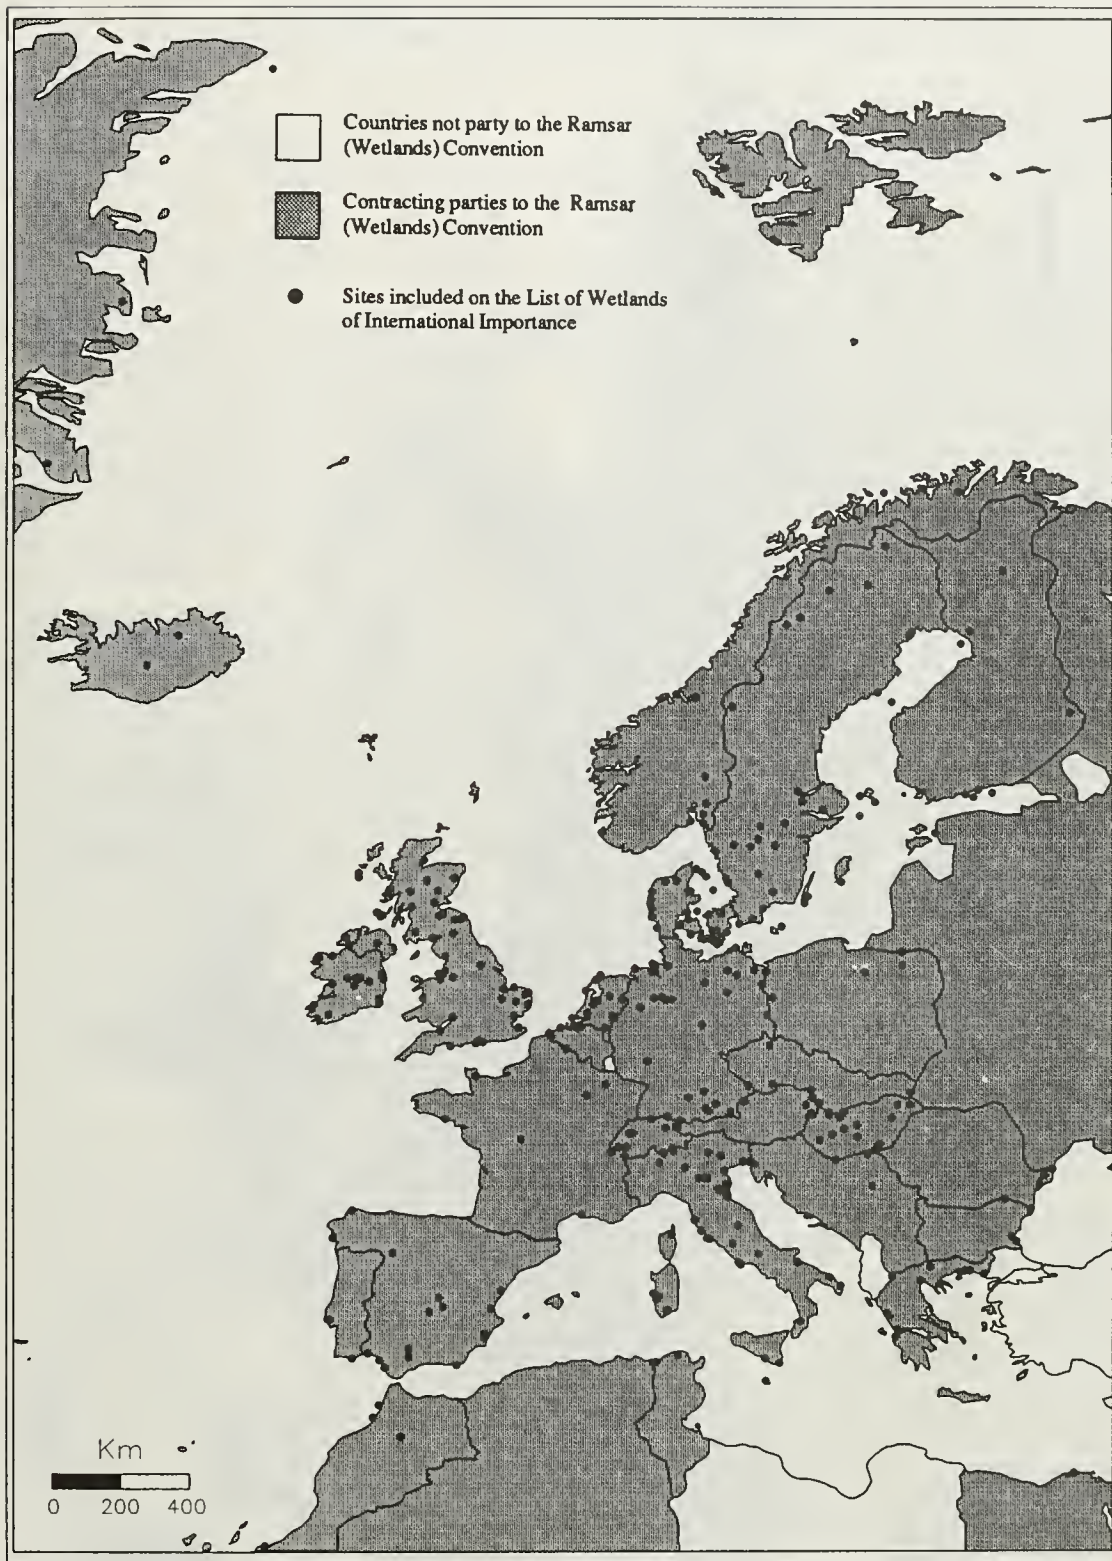 Countries not party to the Ramsar
(Wetlands) Convention
Contracting parties to the Ramsar
(Wetlands) Convention
Sites included on the List of Wetlands
of International Importance
Km
0 200 400